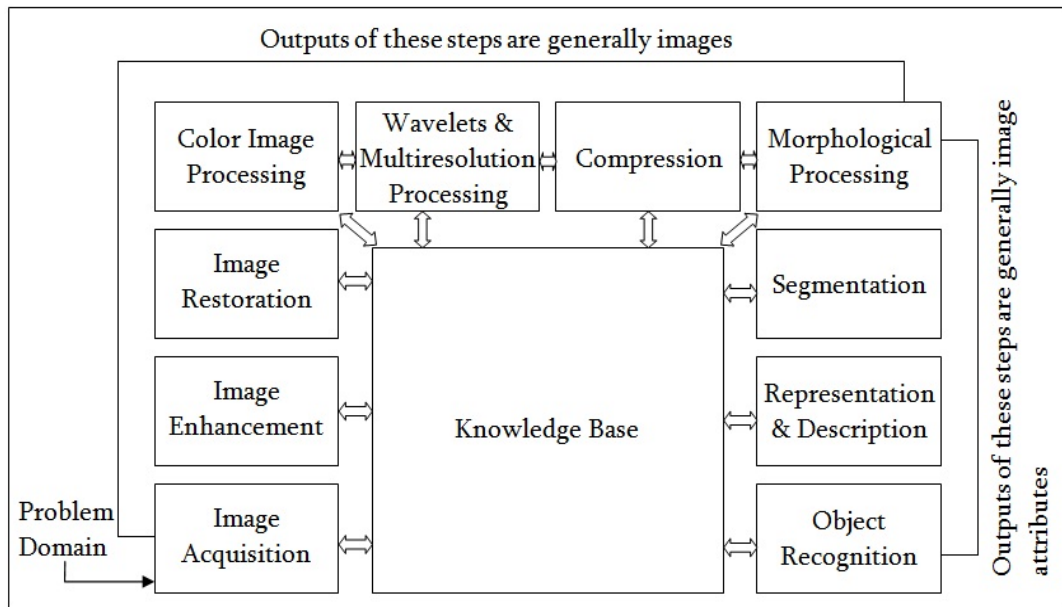 Outputs of these steps are generally images
Color Image
Processing
Wavelets &
Multiresolution
Processing
Compression
Morphological
Processing
Image
Restoration
Segmentation
Image
Enhancement
Knowledge Base
Representation
& Description
Problem
Domain
Image
Acquisition
Object
Recognition
Outputs of these steps are generally image
attributes